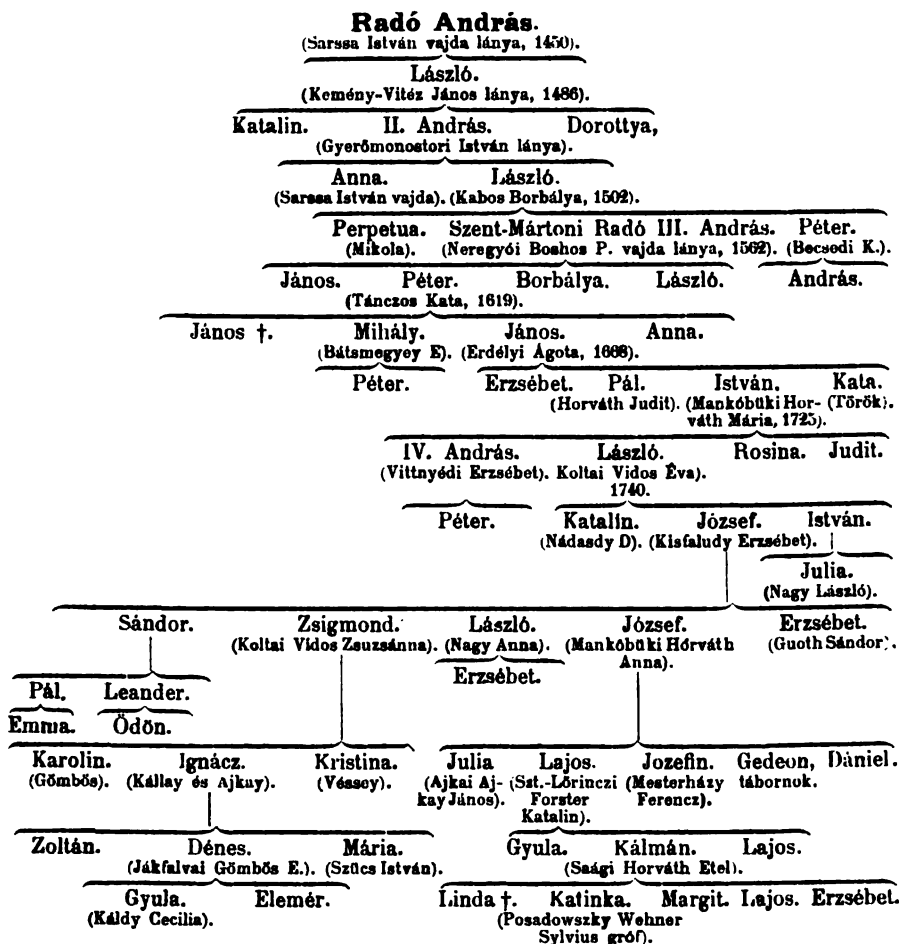 Radó András.
(Sarssa István vajda lánya, 1450).
László.
(Kemény-Vitéz János lánya, 1486).
Katalin. II. András. Dorottya,
(Gyerőmonostori István lánya).
Anna. László.
(Sarssa István vajda). (Kabos Borbálya, 1502).
Perpetua. Szent-Mártoni Radó III. András. Péter.
(Mikola). (Neregyói Boshos P. vajda lánya, 1562). (Becsedi K.).
János. Péter. Borbálya. László. András.
(Tánczos Kata, 1619).
János †. Mihály. János. Anna.
(Bátsmegyey E). (Erdélyi Ágota, 1668).
Péter. Erzsébet. Pál. István. Kata.
(Horváth Judit). (Mankóbüki Hor- (Török).
váth Mária, 1725).
IV. András. László. Rosina. Judit.
(Vittnyédi Erzsébet). Koltai Vidos Éva).
1740.
Péter. Katalin. József. István.
(Nádasdy D). (Kisfaludy Erzsébet).
Julia.
(Nagy László).
Sándor. Zsigmond. László. József. Erzsébet.
(Koltai Vidos Zsuzsánna). (Nagy Anna). (Mankóbüki Hórváth (Guoth Sándor).
Anna).
Erzsébet.
Pál. Leander.
Emma. Ödön.
Karolin. Ignácz. Kristina. Julia Lajos. Jozefin. Gedeon, Dániel.
(Gömbös). (Kállay és Ajkay). (Véssey). (Ajkai Aj- (Szt.-Lőrinczi (Mesterházy tábornok.
kay János). Forster Ferencz).
Katalin).
Zoltán. Dénes. Mária. Gyula. Kálmán. Lajos.
(Jákfalvai Gömbös E.). (Szűcs István). (Saági Horváth Etel).
Gyula. Elemér. Linda †. Katinka. Margit. Lajos. Erzsébet.
(Káldy Cecilia). (Posadowszky Wehner
Sylvius gróf).